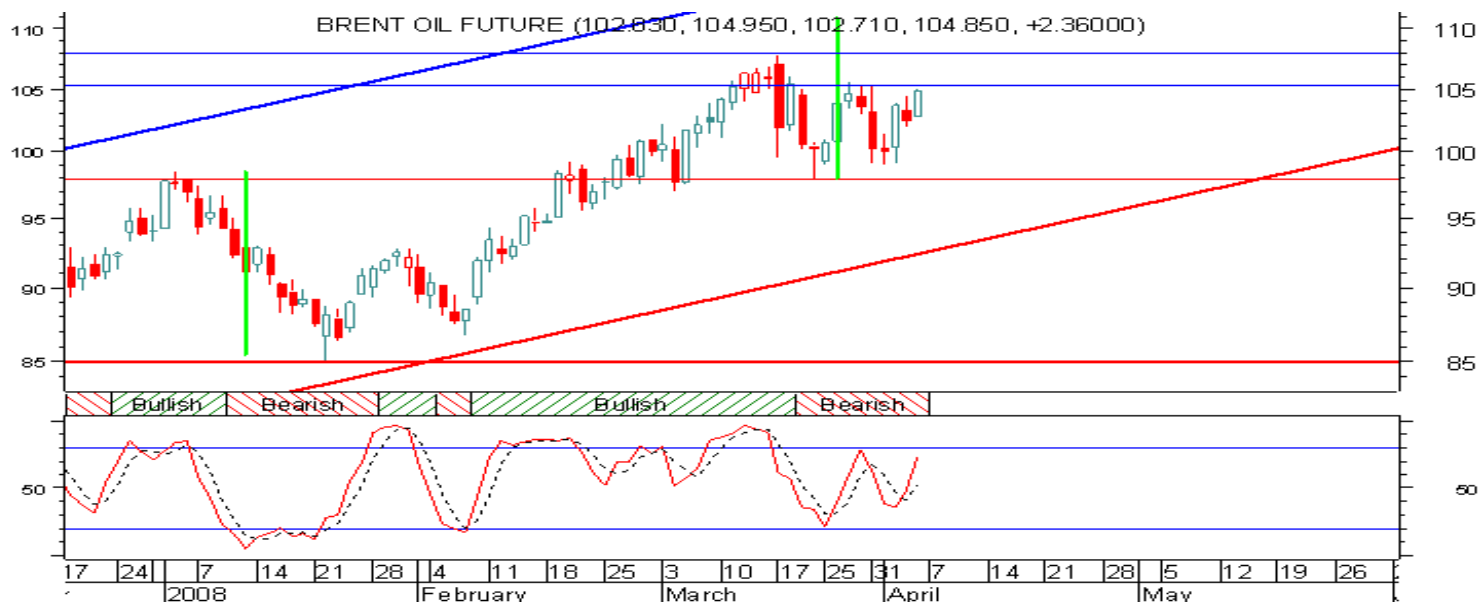 BRENT OIL FUTURE (102.830, 104.950, 102.710, 104.850, +2.36000)
110 110
105 105
100 100
95 95
90 90
85 85
Bullish Bearish Bullish Bearish
50 50
17 24 7 14 21 28 4 11 18 25 3 10 17 25 31 7 14 21 28 5 12 19 26
2008 February March April May